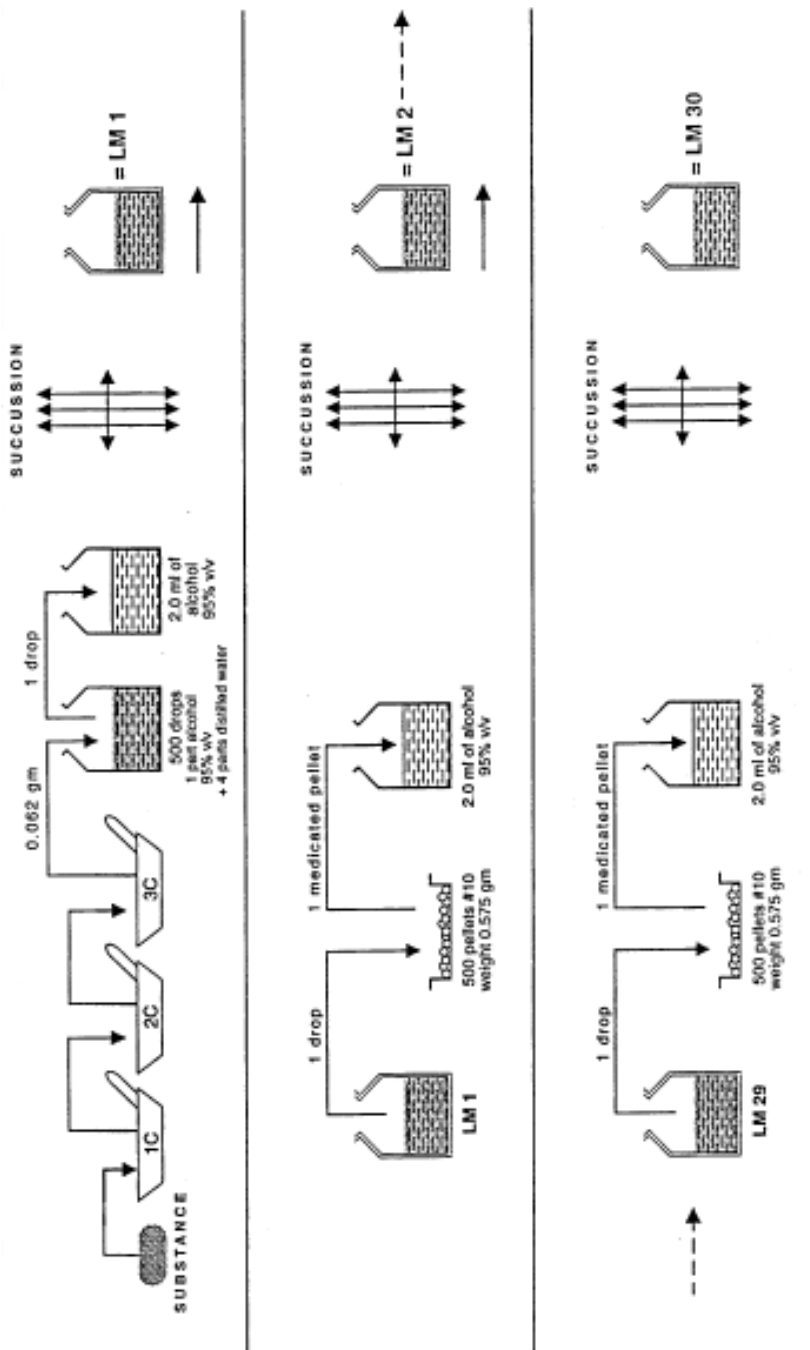 SUBSTANCE
1C
2C
3C
0.062 gm
500 drops
1 part alcohol
95% v/v
+ 4 parts distilled water
1 drop
2.0 ml of
alcohol
95% v/v
SUCCUSSION
= LM 1
LM 1
1 drop
500 pellets #10
weight 0.575 gm
1 medicated pellet
2.0 ml of alcohol
95% v/v
SUCCUSSION
= LM 2
LM 29
1 drop
500 pellets #10
weight 0.575 gm
1 medicated pellet
2.0 ml of alcohol
95% v/v
SUCCUSSION
= LM 30